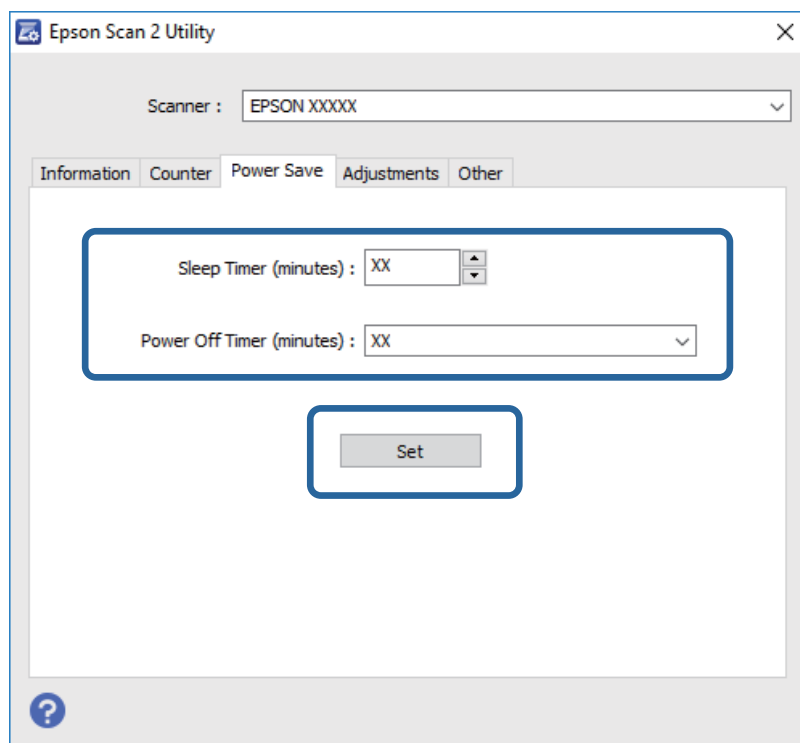 Epson Scan 2 Utility
Scanner : EPSON XXXXX
Information Counter Power Save Adjustments Other
Sleep Timer (minutes) : XX
Power Off Timer (minutes) : XX
Set
?